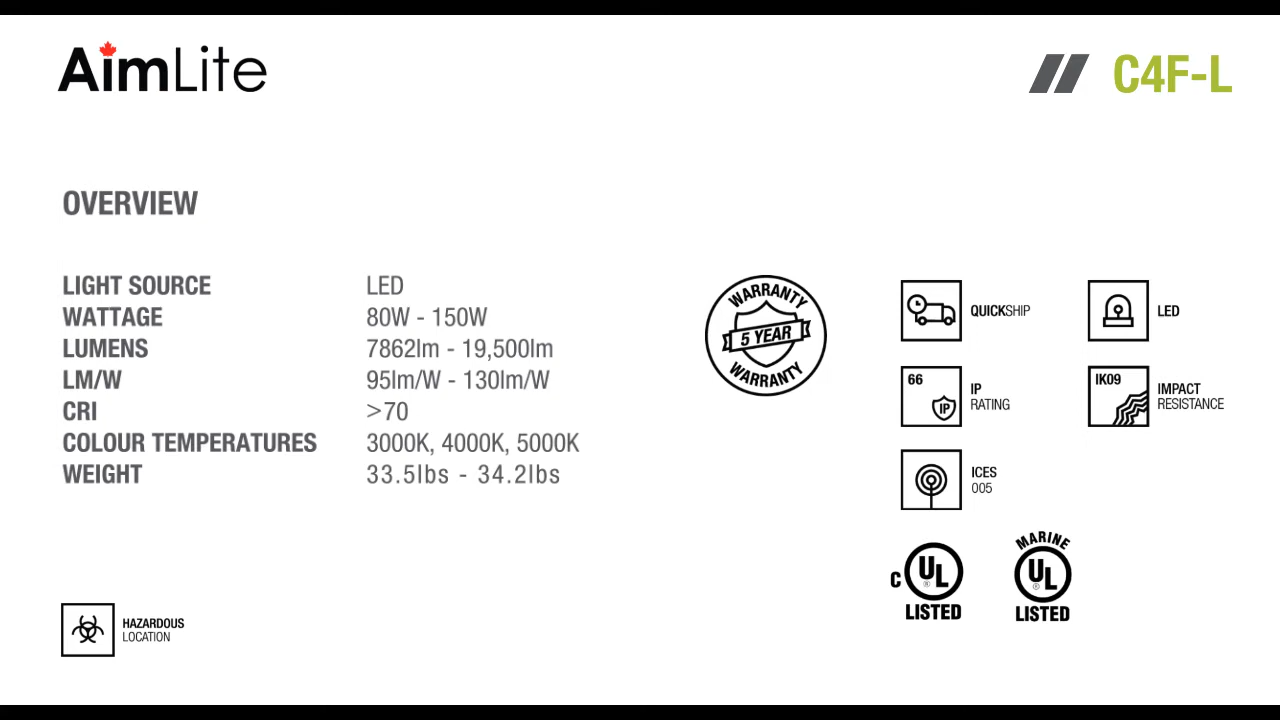 AimLite
// C4F-L
OVERVIEW
LIGHT SOURCE LED
WATTAGE 80W - 150W
LUMENS 7862lm - 19,500lm
LM/W 95lm/W - 130lm/W
CRI >70
COLOUR TEMPERATURES 3000K, 4000K, 5000K
WEIGHT 33.5lbs - 34.2lbs
WARRANTY
5 YEAR
WARRANTY
QUICKSHIP
LED
66
IP
IP
RATING
IK09
IMPACT
RESISTANCE
ICES
005
C UL ®
LISTED
MARINE
UL ®
LISTED
HAZARDOUS
LOCATION